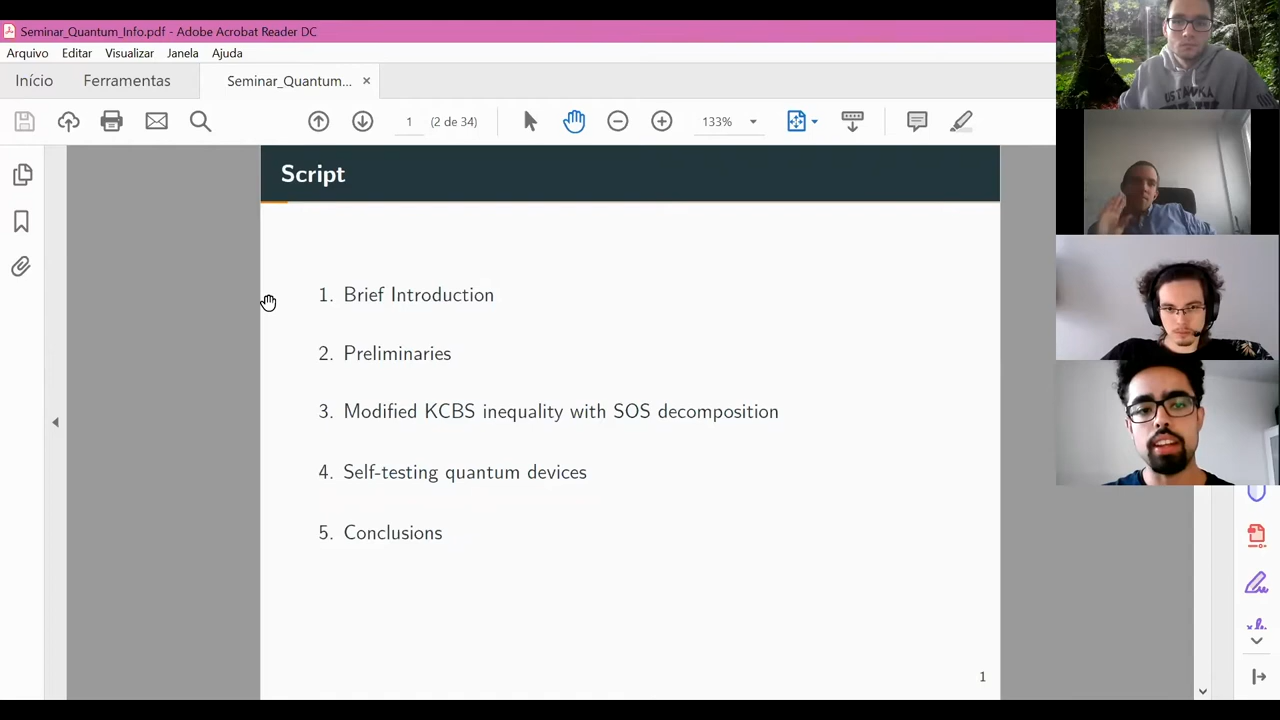 Seminar_Quantum_Info.pdf - Adobe Acrobat Reader DC
Arquivo Editar Visualizar Janela Ajuda
Início Ferramentas Seminar_Quantum... ×
1 (2 de 34) 133%
Script
1. Brief Introduction
2. Preliminaries
3. Modified KCBS inequality with SOS decomposition
4. Self-testing quantum devices
5. Conclusions
1